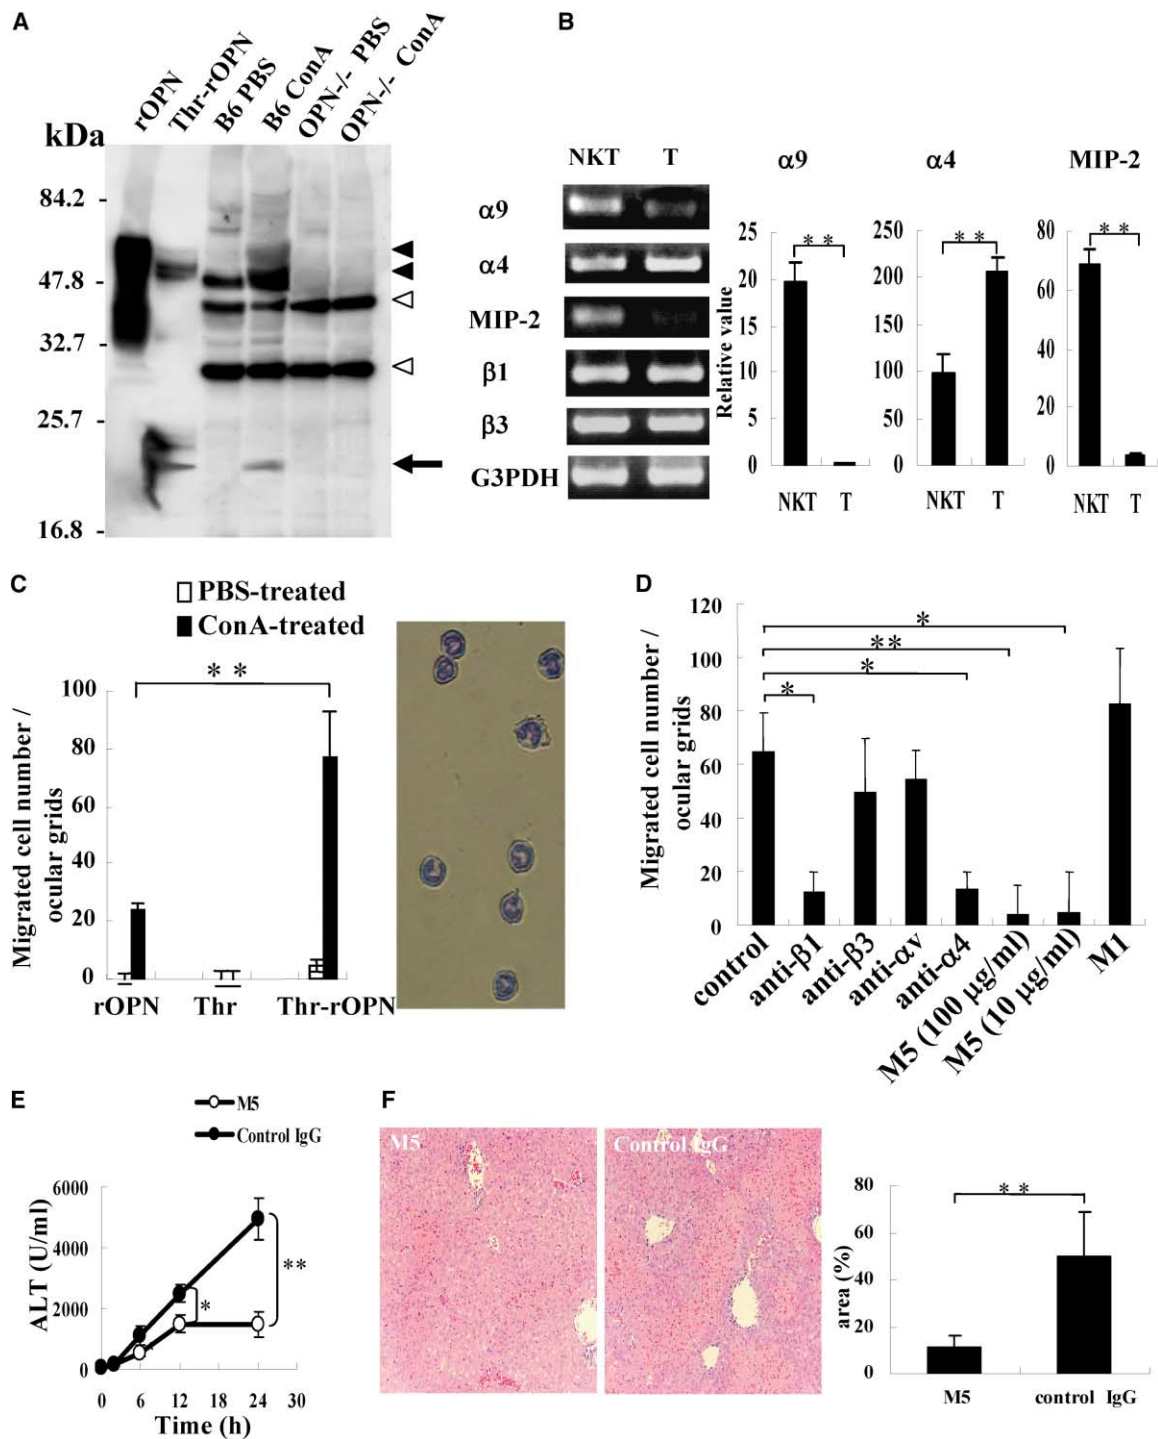 A
rOPN
Thr-rOPN
B6 PBS
B6 ConA
OPN-/- PBS
OPN-/- ConA
kDa
84.2 -
47.8 -
32.7 -
25.7 -
16.8 -
B
NKT T
α9
α4
MIP-2
β1
β3
G3PDH
α9
Relative value
25
20
15
10
5
0
**
NKT T
α4
250
200
150
100
50
0
**
NKT T
MIP-2
80
60
40
20
0
**
NKT T
C
PBS-treated
ConA-treated
Migrated cell number /
ocular grids
100
80
60
40
20
0
**
rOPN Thr Thr-rOPN
D
Migrated cell number /
ocular grids
120
100
80
60
40
20
0
*
**
*
*
control
anti-β1
anti-β3
anti-αv
anti-α4
M5 (100 μg/ml)
M5 (10 μg/ml)
M1
E
M5
Control IgG
ALT (U/ml)
6000
4000
2000
0
*
**
0 6 12 18 24 30
Time (h)
F
M5
Control IgG
area (%)
80
60
40
20
0
**
M5 control IgG